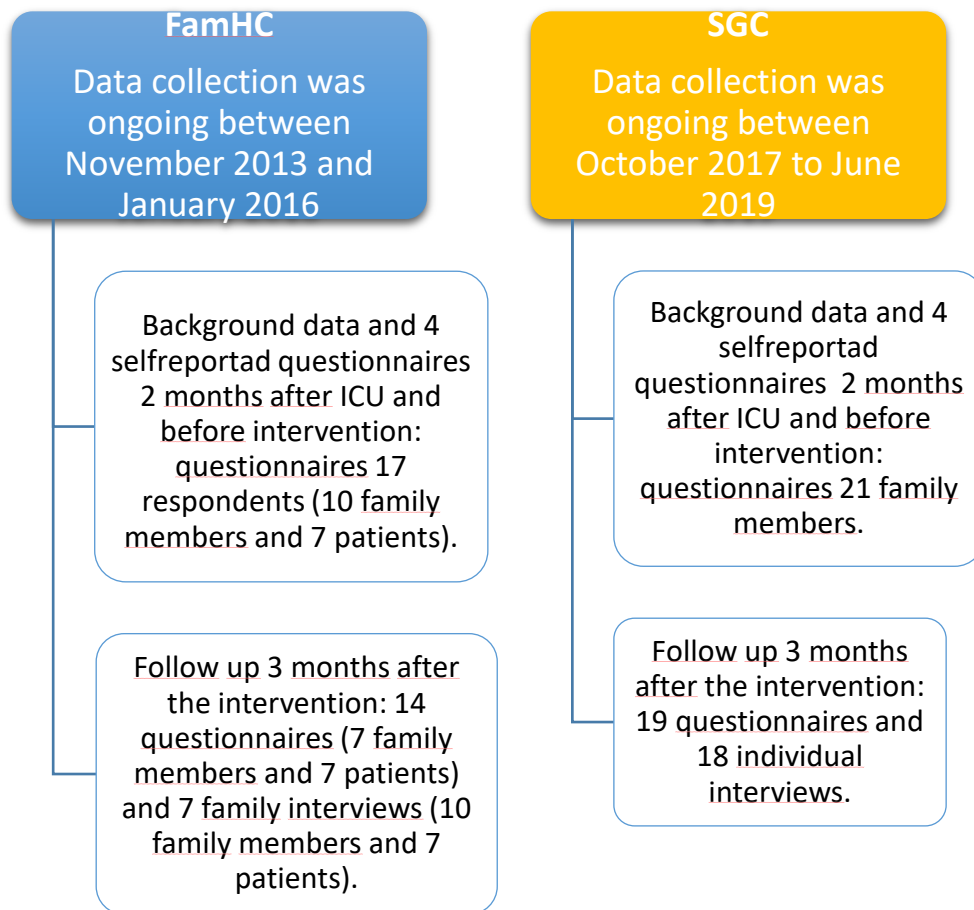 FamHC
Data collection was
ongoing between
November 2013 and
January 2016
Background data and 4
selfreportad questionnaires
2 months after ICU and
before intervention:
questionnaires 17
respondents (10 family
members and 7 patients).
Follow up 3 months after
the intervention: 14
questionnaires (7 family
members and 7 patients)
and 7 family interviews (10
family members and 7
patients).
SGC
Data collection was
ongoing between
October 2017 to June
2019
Background data and 4
selfreportad
questionnaires 2 months
after ICU and before
intervention:
questionnaires 21 family
members.
Follow up 3 months
after the intervention:
19 questionnaires and
18 individual
interviews.